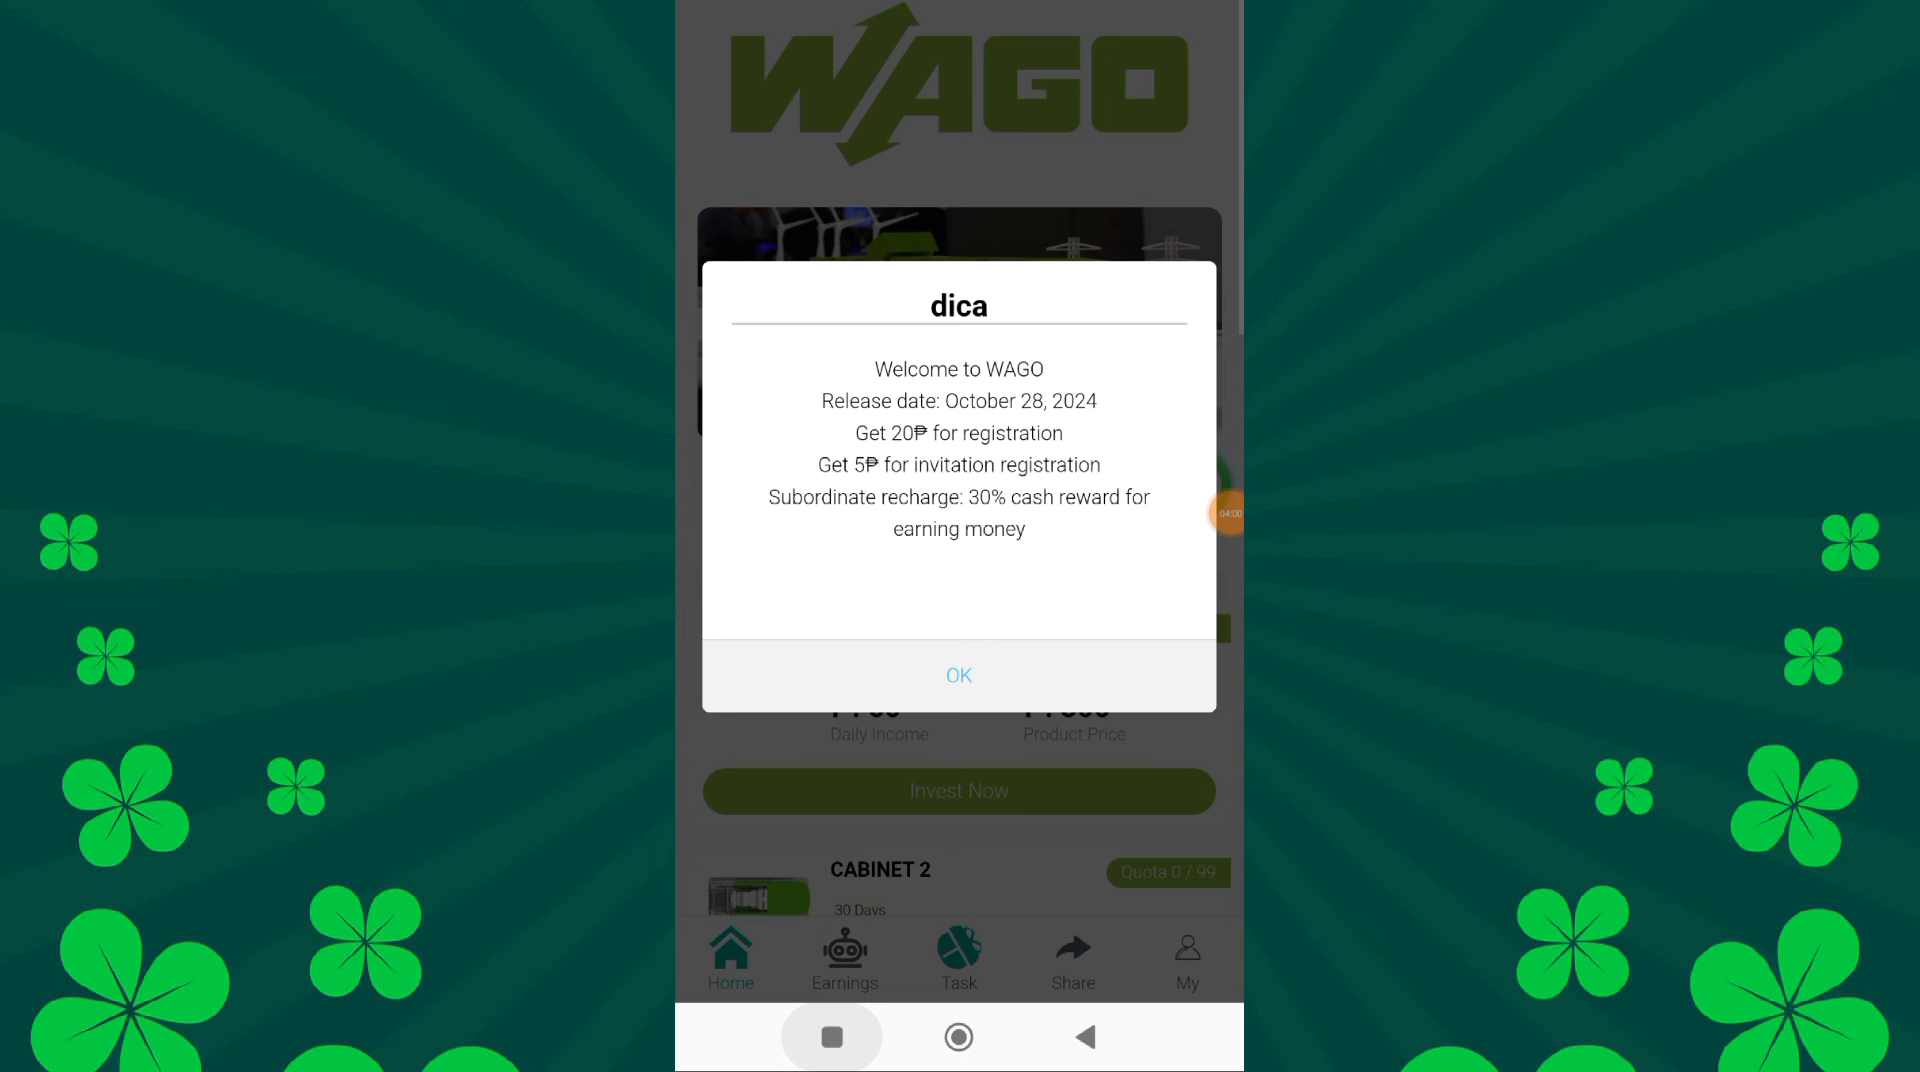 WAGO
dica
Welcome to WAGO
Release date: October 28, 2024
Get 20₱ for registration
Get 5₱ for invitation registration
Subordinate recharge: 30% cash reward for
earning money
04:00
OK
Daily Income
Product Price
Invest Now
CABINET 2
Quota 0 / 99
30 Days
Home
Earnings
Task
Share
My